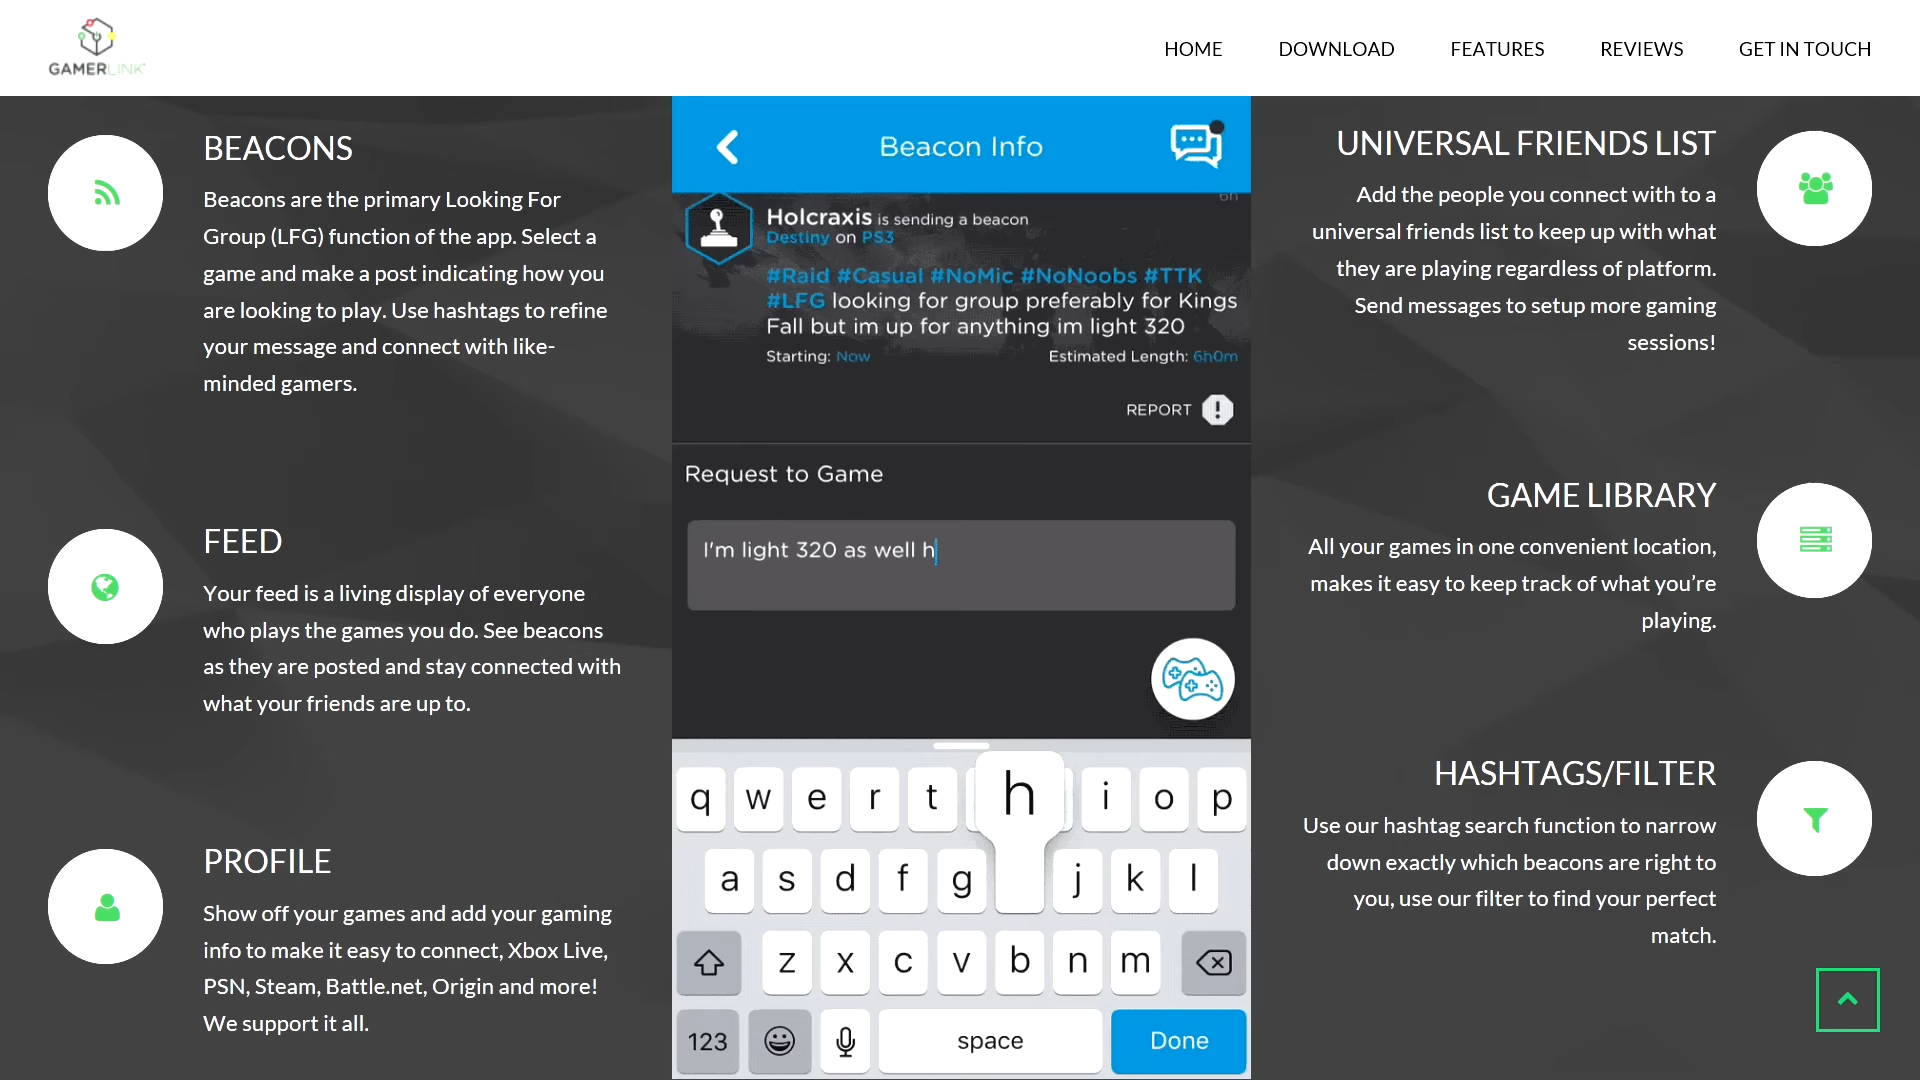 GAMERLINK
HOME
DOWNLOAD
FEATURES
REVIEWS
GET IN TOUCH
BEACONS
Beacons are the primary Looking For
Group (LFG) function of the app. Select a
game and make a post indicating how you
are looking to play. Use hashtags to refine
your message and connect with like-
minded gamers.
FEED
Your feed is a living display of everyone
who plays the games you do. See beacons
as they are posted and stay connected with
what your friends are up to.
PROFILE
Show off your games and add your gaming
info to make it easy to connect, Xbox Live,
PSN, Steam, Battle.net, Origin and more!
We support it all.
Beacon Info
6h
Holcraxis is sending a beacon
Destiny on PS3
#Raid #Casual #NoMic #NoNoobs #TTK
#LFG looking for group preferably for Kings
Fall but im up for anything im light 320
Starting: Now
Estimated Length: 6h0m
REPORT
Request to Game
I'm light 320 as well h
q w e r t h i o p
a s d f g j k l
z x c v b n m
123
space
Done
UNIVERSAL FRIENDS LIST
Add the people you connect with to a
universal friends list to keep up with what
they are playing regardless of platform.
Send messages to setup more gaming
sessions!
GAME LIBRARY
All your games in one convenient location,
makes it easy to keep track of what you’re
playing.
HASHTAGS/FILTER
Use our hashtag search function to narrow
down exactly which beacons are right to
you, use our filter to find your perfect
match.